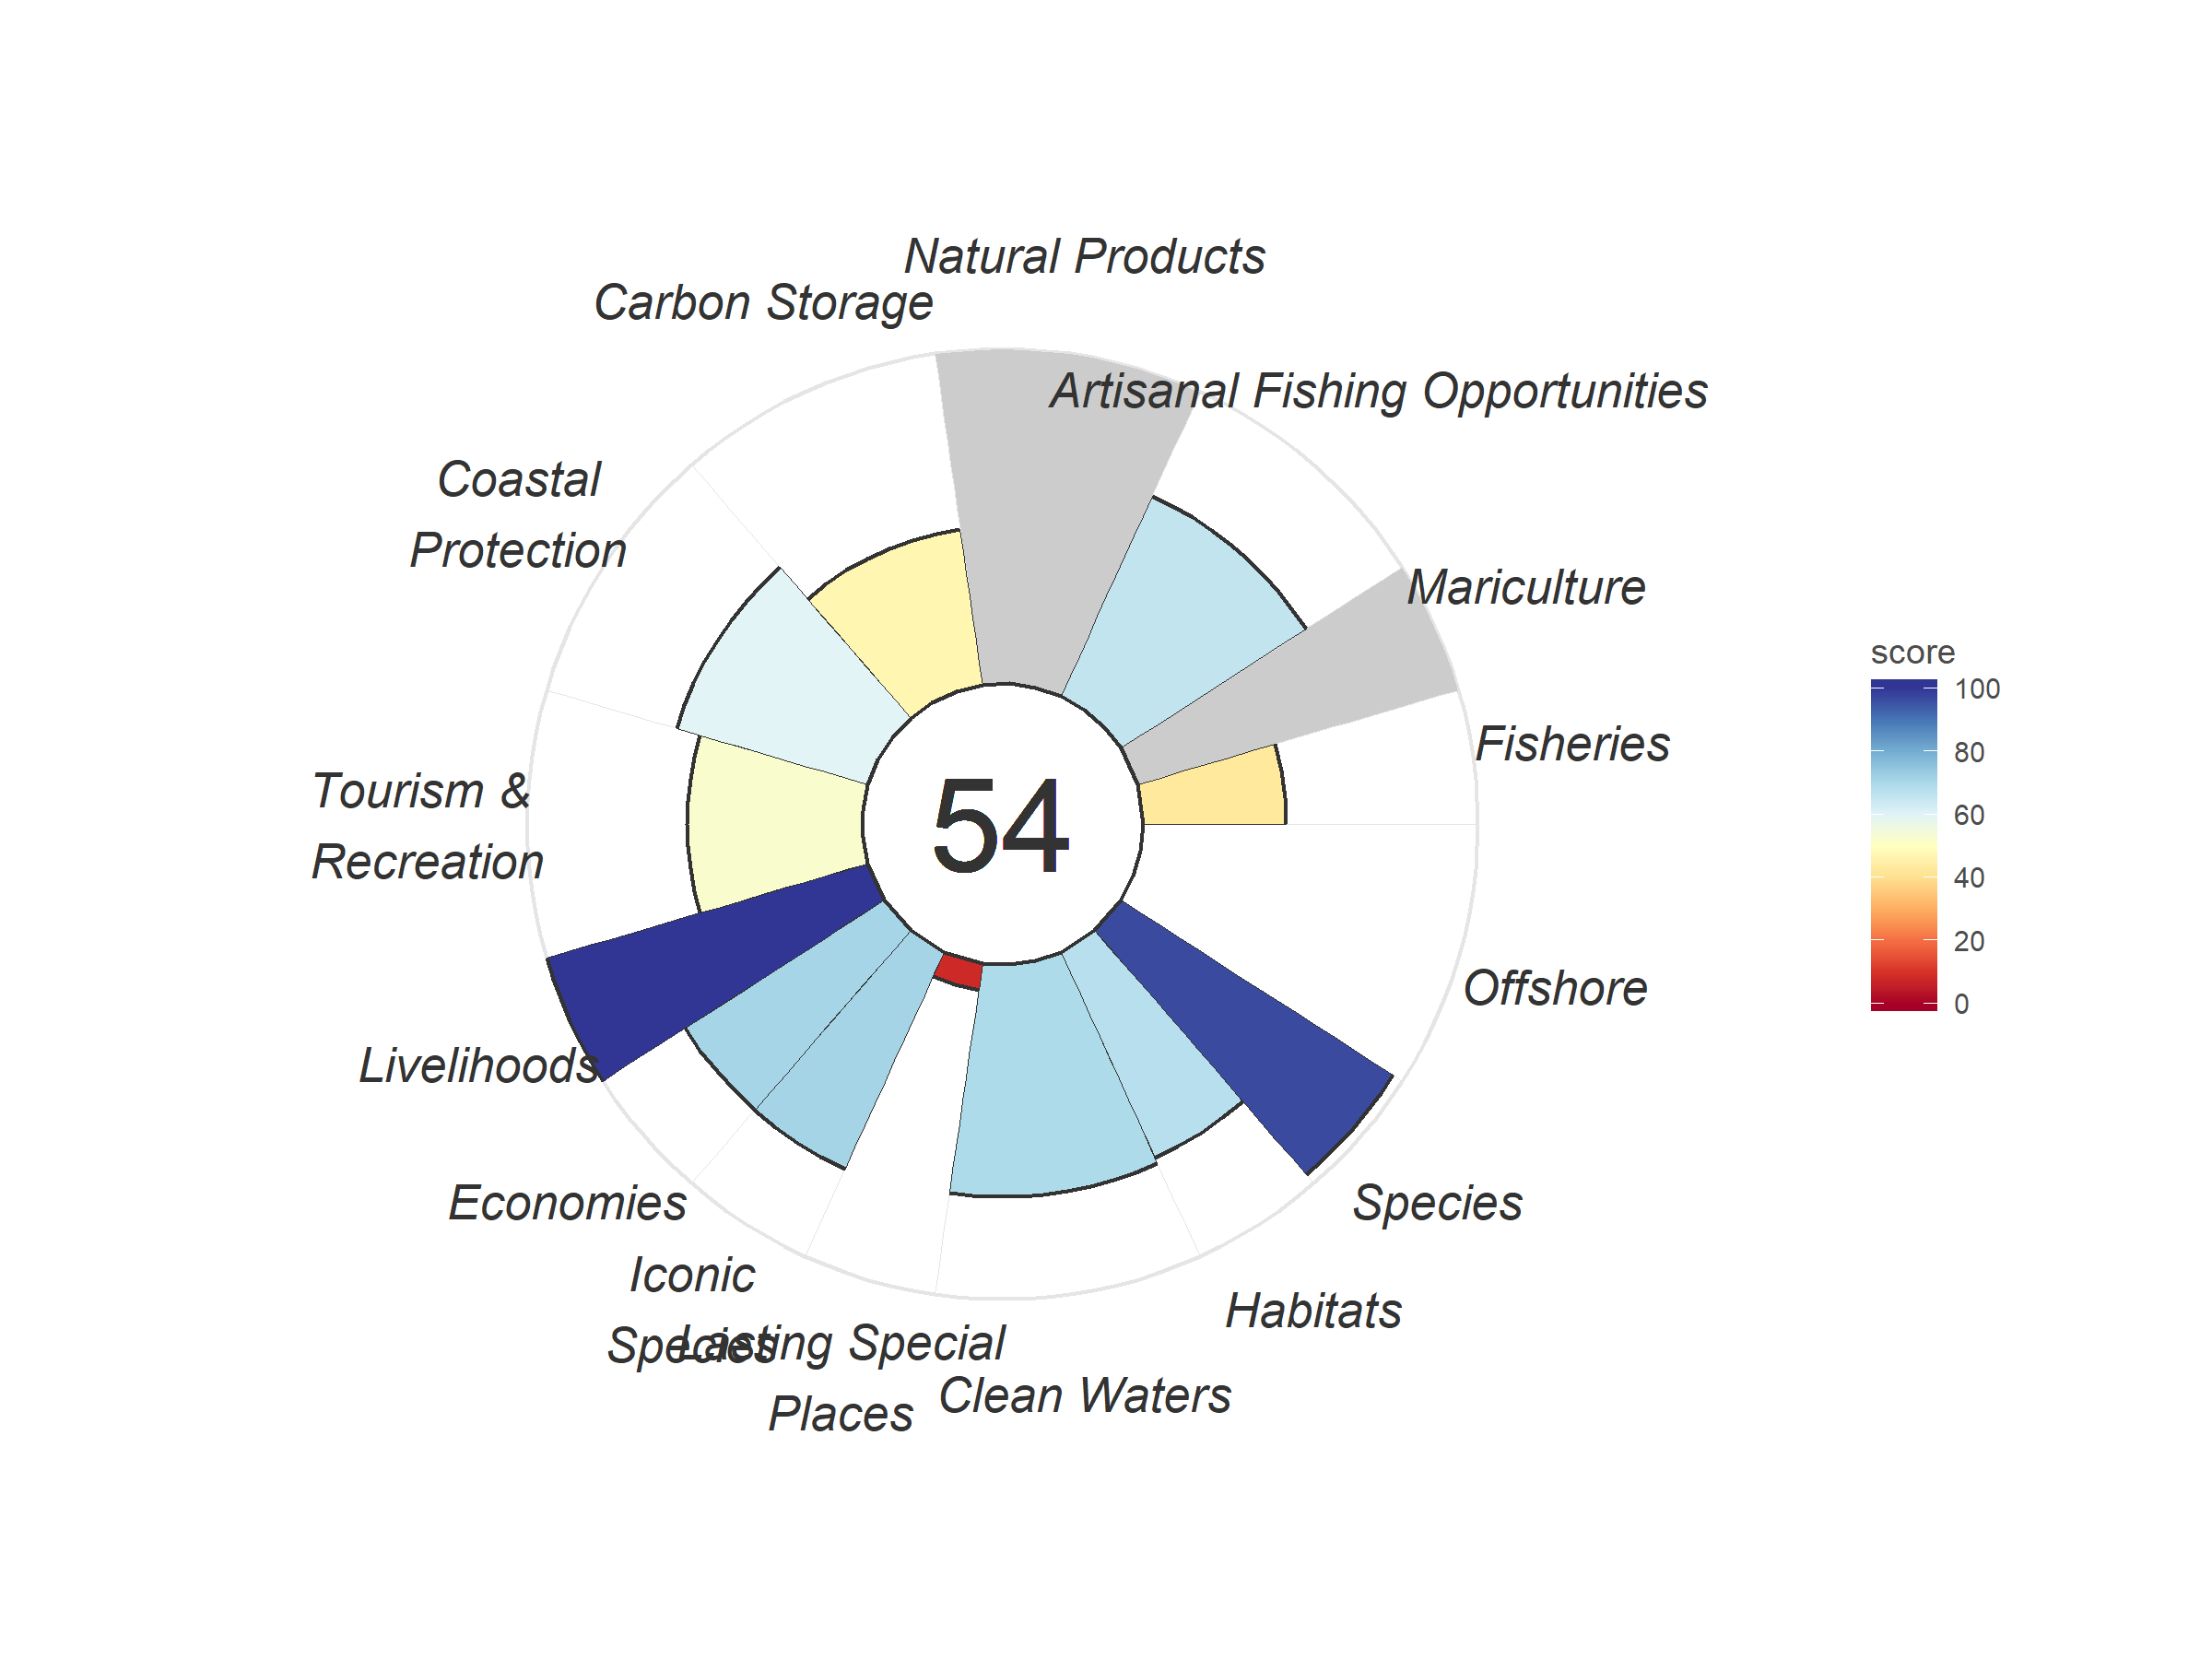 Natural Products
Carbon Storage
Artisanal Fishing Opportunities
Coastal
Protection
Mariculture
Fisheries
Tourism &
Recreation
54
Offshore
Livelihoods
Economies
Species
Iconic
Species
Habitats
Lasting Special
Places
Clean Waters
score
100
80
60
40
20
0